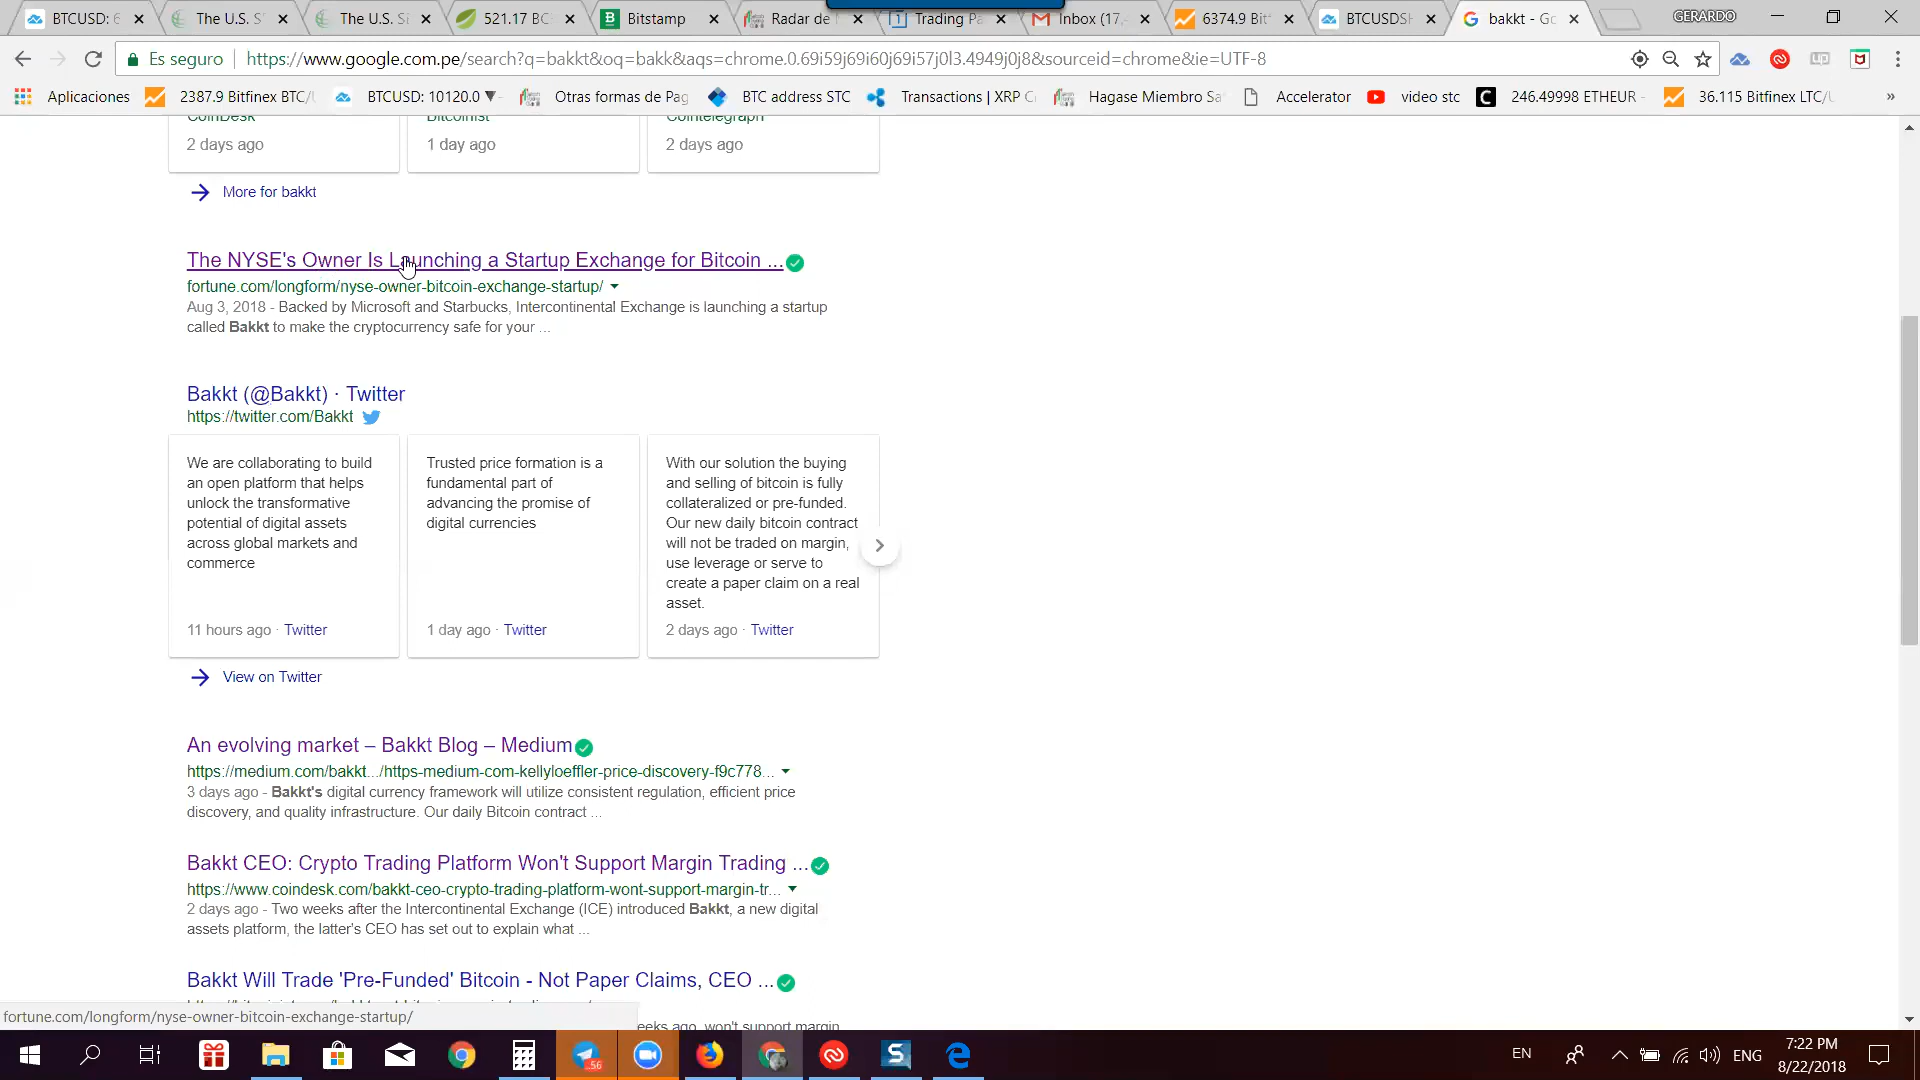 BTCUSD: 6
The U.S. S
The U.S. Si
521.17 BC
Bitstamp
Radar de
Trading Pa
Inbox (17,
6374.9 Bit
BTCUSDSH
bakkt - Go
GERARDO
Es seguro
https://www.google.com.pe/search?q=bakkt&oq=bakk&aqs=chrome.0.69i59j69i60j69i57j0l3.4949j0j8&sourceid=chrome&ie=UTF-8
Aplicaciones
2387.9 Bitfinex BTC/
BTCUSD: 10120.0 ▼
Otras formas de Pag
BTC address STC
Transactions | XRP C
Hagase Miembro Sa
Accelerator
video stc
246.49998 ETHEUR
36.115 Bitfinex LTC/
»
CoinDesk
Bitcoinist
Cointelegraph
2 days ago
1 day ago
2 days ago
More for bakkt
The NYSE's Owner Is Launching a Startup Exchange for Bitcoin ...
fortune.com/longform/nyse-owner-bitcoin-exchange-startup/
Aug 3, 2018 - Backed by Microsoft and Starbucks, Intercontinental Exchange is launching a startup
called Bakkt to make the cryptocurrency safe for your ...
Bakkt (@Bakkt) · Twitter
https://twitter.com/Bakkt
We are collaborating to build
an open platform that helps
unlock the transformative
potential of digital assets
across global markets and
commerce
11 hours ago · Twitter
Trusted price formation is a
fundamental part of
advancing the promise of
digital currencies
1 day ago · Twitter
With our solution the buying
and selling of bitcoin is fully
collateralized or pre-funded.
Our new daily bitcoin contract
will not be traded on margin,
use leverage or serve to
create a paper claim on a real
asset.
2 days ago · Twitter
View on Twitter
An evolving market – Bakkt Blog – Medium
https://medium.com/bakkt.../https-medium-com-kellyloeffler-price-discovery-f9c778...
3 days ago - Bakkt's digital currency framework will utilize consistent regulation, efficient price
discovery, and quality infrastructure. Our daily Bitcoin contract ...
Bakkt CEO: Crypto Trading Platform Won't Support Margin Trading ...
https://www.coindesk.com/bakkt-ceo-crypto-trading-platform-wont-support-margin-tr...
2 days ago - Two weeks after the Intercontinental Exchange (ICE) introduced Bakkt, a new digital
assets platform, the latter's CEO has set out to explain what ...
Bakkt Will Trade 'Pre-Funded' Bitcoin - Not Paper Claims, CEO ...
eeks ago, won't support margin
fortune.com/longform/nyse-owner-bitcoin-exchange-startup/
56
EN
ENG
7:22 PM
8/22/2018